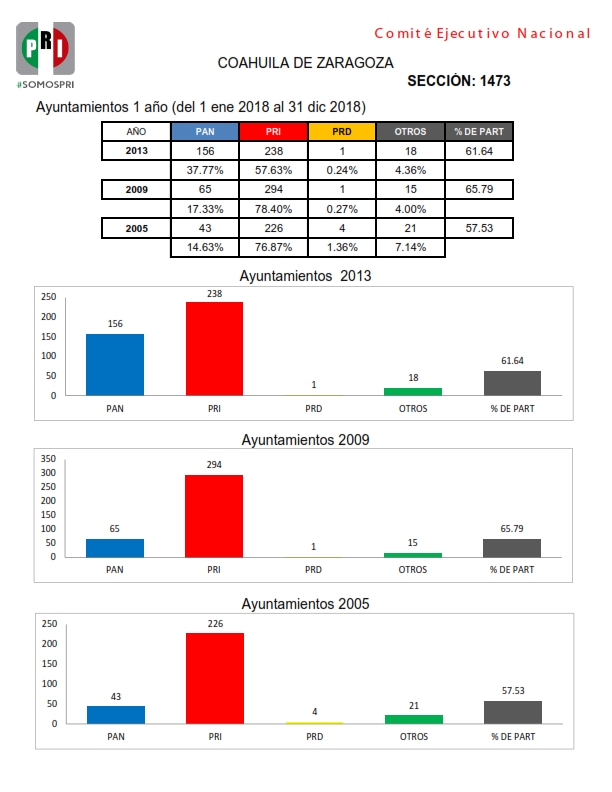 PRI
#SOMOSPRI
Comité Ejecutivo Nacional
COAHUILA DE ZARAGOZA
SECCIÓN: 1473
Ayuntamientos 1 año (del 1 ene 2018 al 31 dic 2018)
AÑO PAN PRI PRD OTROS % DE PART
2013 156 238 1 18 61.64
37.77% 57.63% 0.24% 4.36%
2009 65 294 1 15 65.79
17.33% 78.40% 0.27% 4.00%
2005 43 226 4 21 57.53
14.63% 76.87% 1.36% 7.14%
Ayuntamientos 2013
250
200
150
100
50
0
156 238 1 18 61.64
PAN PRI PRD OTROS % DE PART
Ayuntamientos 2009
350
300
250
200
150
100
50
0
65 294 1 15 65.79
PAN PRI PRD OTROS % DE PART
Ayuntamientos 2005
250
200
150
100
50
0
43 226 4 21 57.53
PAN PRI PRD OTROS % DE PART